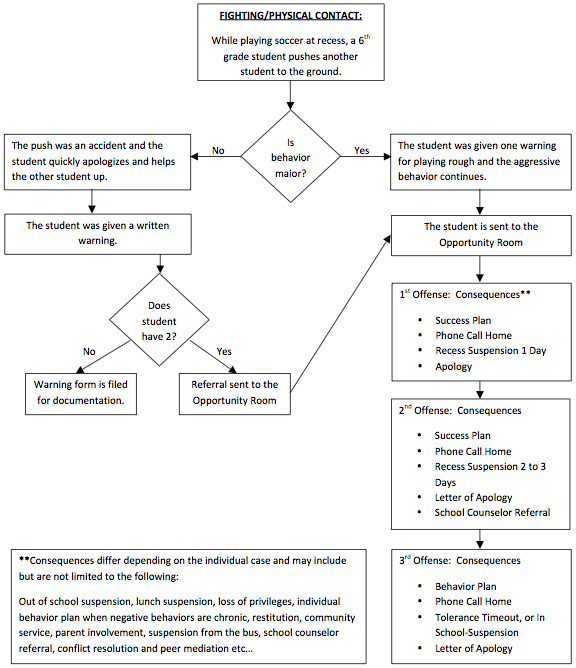 FIGHTING/PHYSICAL CONTACT:
While playing soccer at recess, a 6th
grade student pushes another
student to the ground.
Is
behavior
maior?
No
Yes
The push was an accident and the
student quickly apologizes and helps
the other student up.
The student was given one warning
for playing rough and the aggressive
behavior continues.
The student was given a written
warning.
The student is sent to the
Opportunity Room
Does
student
have 2?
No
Yes
Warning form is filed
for documentation.
Referral sent to the
Opportunity Room
1st Offense: Consequences**
• Success Plan
• Phone Call Home
• Recess Suspension 1 Day
• Apology
2nd Offense: Consequences
• Success Plan
• Phone Call Home
• Recess Suspension 2 to 3
Days
• Letter of Apology
• School Counselor Referral
3rd Offense: Consequences
• Behavior Plan
• Phone Call Home
• Tolerance Timeout, or In
School-Suspension
• Letter of Apology
**Consequences differ depending on the individual case and may include
but are not limited to the following:
Out of school suspension, lunch suspension, loss of privileges, individual
behavior plan when negative behaviors are chronic, restitution, community
service, parent involvement, suspension from the bus, school counselor
referral, conflict resolution and peer mediation etc...